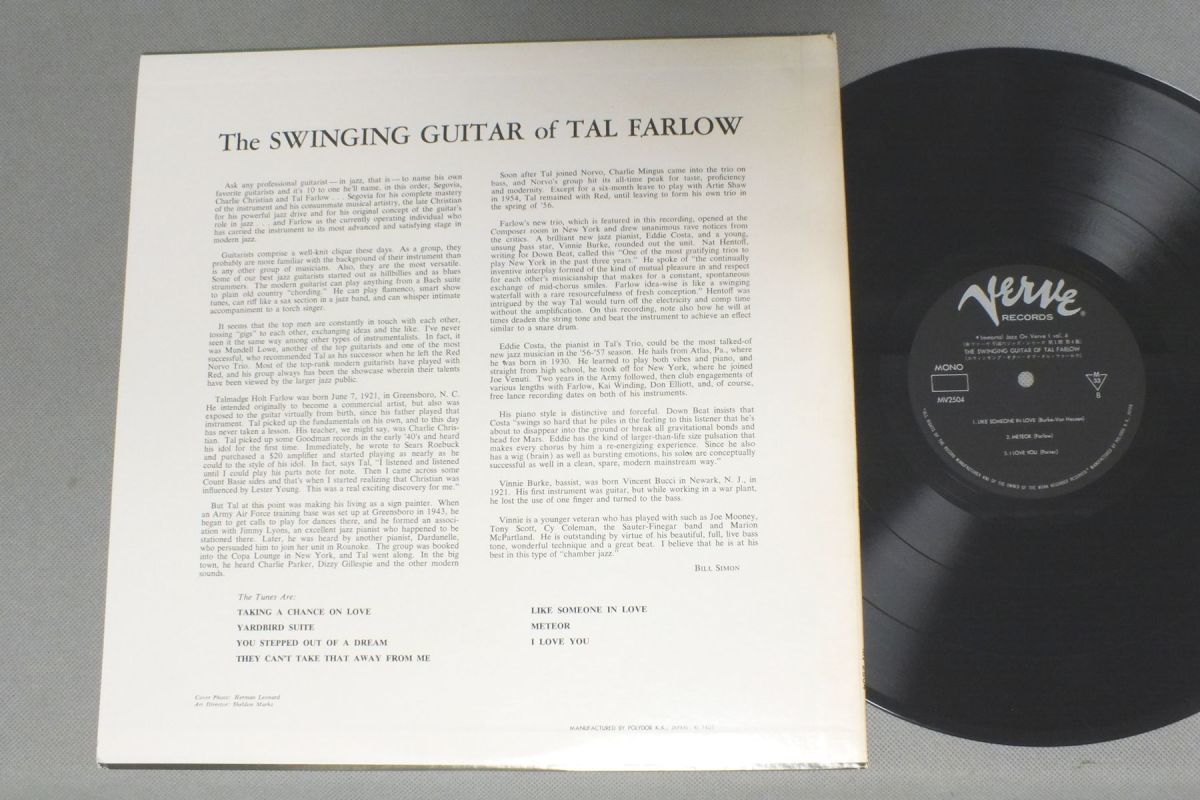 The SWINGING GUITAR of TAL FARLOW
Ask any professional guitarist — in jazz, that is — to name his own
favorite guitarists and it's 10 to one he'll name, in this order, Segovia,
Charlie Christian and Tal Farlow . . . Segovia for his complete mastery
of the instrument and his consummate musical artistry, the late Christian
for his powerful jazz drive and for his original concept of the guitar's
role in jazz . . . . and Farlow as the currently operating individual who
has carried the instrument to its most advanced and satisfying stage in
modern jazz.
Guitarists comprise a well-knit clique these days. As a group, they
probably are more familiar with the background of their instrument than
is any other group of musicians. Also, they are the most versatile.
Some of our best jazz guitarists started out as hillbillies and as blues
strummers. The modern guitarist can play anything from a Bach suite
to plain old country "chording." He can play flamenco, smart show
tunes, can riff like a sax section in a jazz band, and can whisper intimate
accompaniment to a torch singer.
It seems that the top men are constantly in touch with each other,
tossing "gigs" to each other, exchanging ideas and the like. I've never
seen it the same way among other types of instrumentalists. In fact, it
was Mundell Lowe, another of the top guitarists and one of the most
successful, who recommended Tal as his successor when he left the Red
Norvo Trio. Most of the top-rank modern guitarists have played with
Red, and his group always has been the showcase wherein their talents
have been viewed by the larger jazz public.
Talmadge Holt Farlow was born June 7, 1921, in Greensboro, N. C.
He intended originally to become a commercial artist, but also was
exposed to the guitar virtually from birth, since his father played that
instrument. Tal picked up the fundamentals on his own, and to this day
has never taken a lesson. His teacher, we might say, was Charlie Chris-
tian. Tal picked up some Goodman records in the early '40's and heard
his idol for the first time. Immediately, he wrote to Sears Roebuck
and purchased a $20 amplifier and started playing as nearly as he
could to the style of his idol. In fact, says Tal, "I listened and listened
until I could play his parts note for note. Then I came across some
Count Basie sides and that's when I started realizing that Christian was
influenced by Lester Young. This was a real exciting discovery for me."
But Tal at this point was making his living as a sign painter. When
an Army Air Force training base was set up at Greensboro in 1943, he
began to get calls to play for dances there, and he formed an associ-
ation with Jimmy Lyons, an excellent jazz pianist who happened to be
stationed there. Later, he was heard by another pianist, Dardanelle,
who persuaded him to join her unit in Roanoke. The group was booked
into the Copa Lounge in New York, and Tal went along. In the big
town, he heard Charlie Parker, Dizzy Gillespie and the other modern
sounds.
Soon after Tal joined Norvo, Charlie Mingus came into the trio on
bass, and Norvo's group hit its all-time peak for taste, proficiency
and modernity. Except for a six-month leave to play with Artie Shaw
in 1954, Tal remained with Red, until leaving to form his own trio in
the spring of '56.
Farlow's new trio, which is featured in this recording, opened at the
Composer room in New York and drew unanimous rave notices from
the critics. A brilliant new jazz pianist, Eddie Costa, and a young,
unsung bass star, Vinnie Burke, rounded out the unit. Nat Hentoff,
writing for Down Beat, called this "One of the most gratifying trios to
play New York in the past three years." He spoke of "the continually
inventive interplay formed of the kind of mutual pleasure in and respect
for each other's musicianship that makes for a constant, spontaneous
exchange of mid-chorus smiles. Farlow idea-wise is like a swinging
waterfall with a rare resourcefulness of fresh conception." Hentoff was
intrigued by the way Tal would turn off the electricity and comp time
without the amplification. On this recording, note also how he will at
times deaden the string tone and beat the instrument to achieve an effect
similar to a snare drum.
Eddie Costa, the pianist in Tal's Trio, could be the most talked-of
new jazz musician in the '56-'57 season. He hails from Atlas, Pa., where
he was born in 1930. He learned to play both vibes and piano, and
straight from high school, he took off for New York, where he joined
Joe Venuti. Two years in the Army followed, then club engagements of
various lengths with Farlow, Kai Winding, Don Elliott, and, of course,
free lance recording dates on both of his instruments.
His piano style is distinctive and forceful. Down Beat insists that
Costa "swings so hard that he piles in the feeling to this listener that he's
about to disappear into the ground or break all gravitational bonds and
head for Mars. Eddie has the kind of larger-than-life size pulsation that
makes every chorus by him a re-energizing experience. Since he also
has a wig (brain) as well as bursting emotions, his solos are conceptually
successful as well in a clean, spare, modern mainstream way."
Vinnie Burke, bassist, was born Vincent Bucci in Newark, N. J., in
1921. His first instrument was guitar, but while working in a war plant,
he lost the use of one finger and turned to the bass.
Vinnie is a younger veteran who has played with such as Joe Mooney,
Tony Scott, Cy Coleman, the Sauter-Finegar band and Marion
McPartland. He is outstanding by virtue of his beautiful, full, live bass
tone, wonderful technique and a great beat. I believe that he is at his
best in this type of "chamber jazz."
BILL SIMON
The Tunes Are:
TAKING A CHANCE ON LOVE
YARDBIRD SUITE
YOU STEPPED OUT OF A DREAM
THEY CAN'T TAKE THAT AWAY FROM ME
LIKE SOMEONE IN LOVE
METEOR
I LOVE YOU
Cover Photo: Herman Leonard
Art Director: Sheldon Marks
MANUFACTURED BY POLYDOR K.K., JAPAN.
Verve
RECORDS
Immortal Jazz On Verve
THE SWINGING GUITAR OF TAL FARLOW
MONO
MV2504
M
33
B
1. LIKE SOMEONE IN LOVE (Burke-Van Heusen)
2. METEOR (Farlow)
3. I LOVE YOU (Porter)